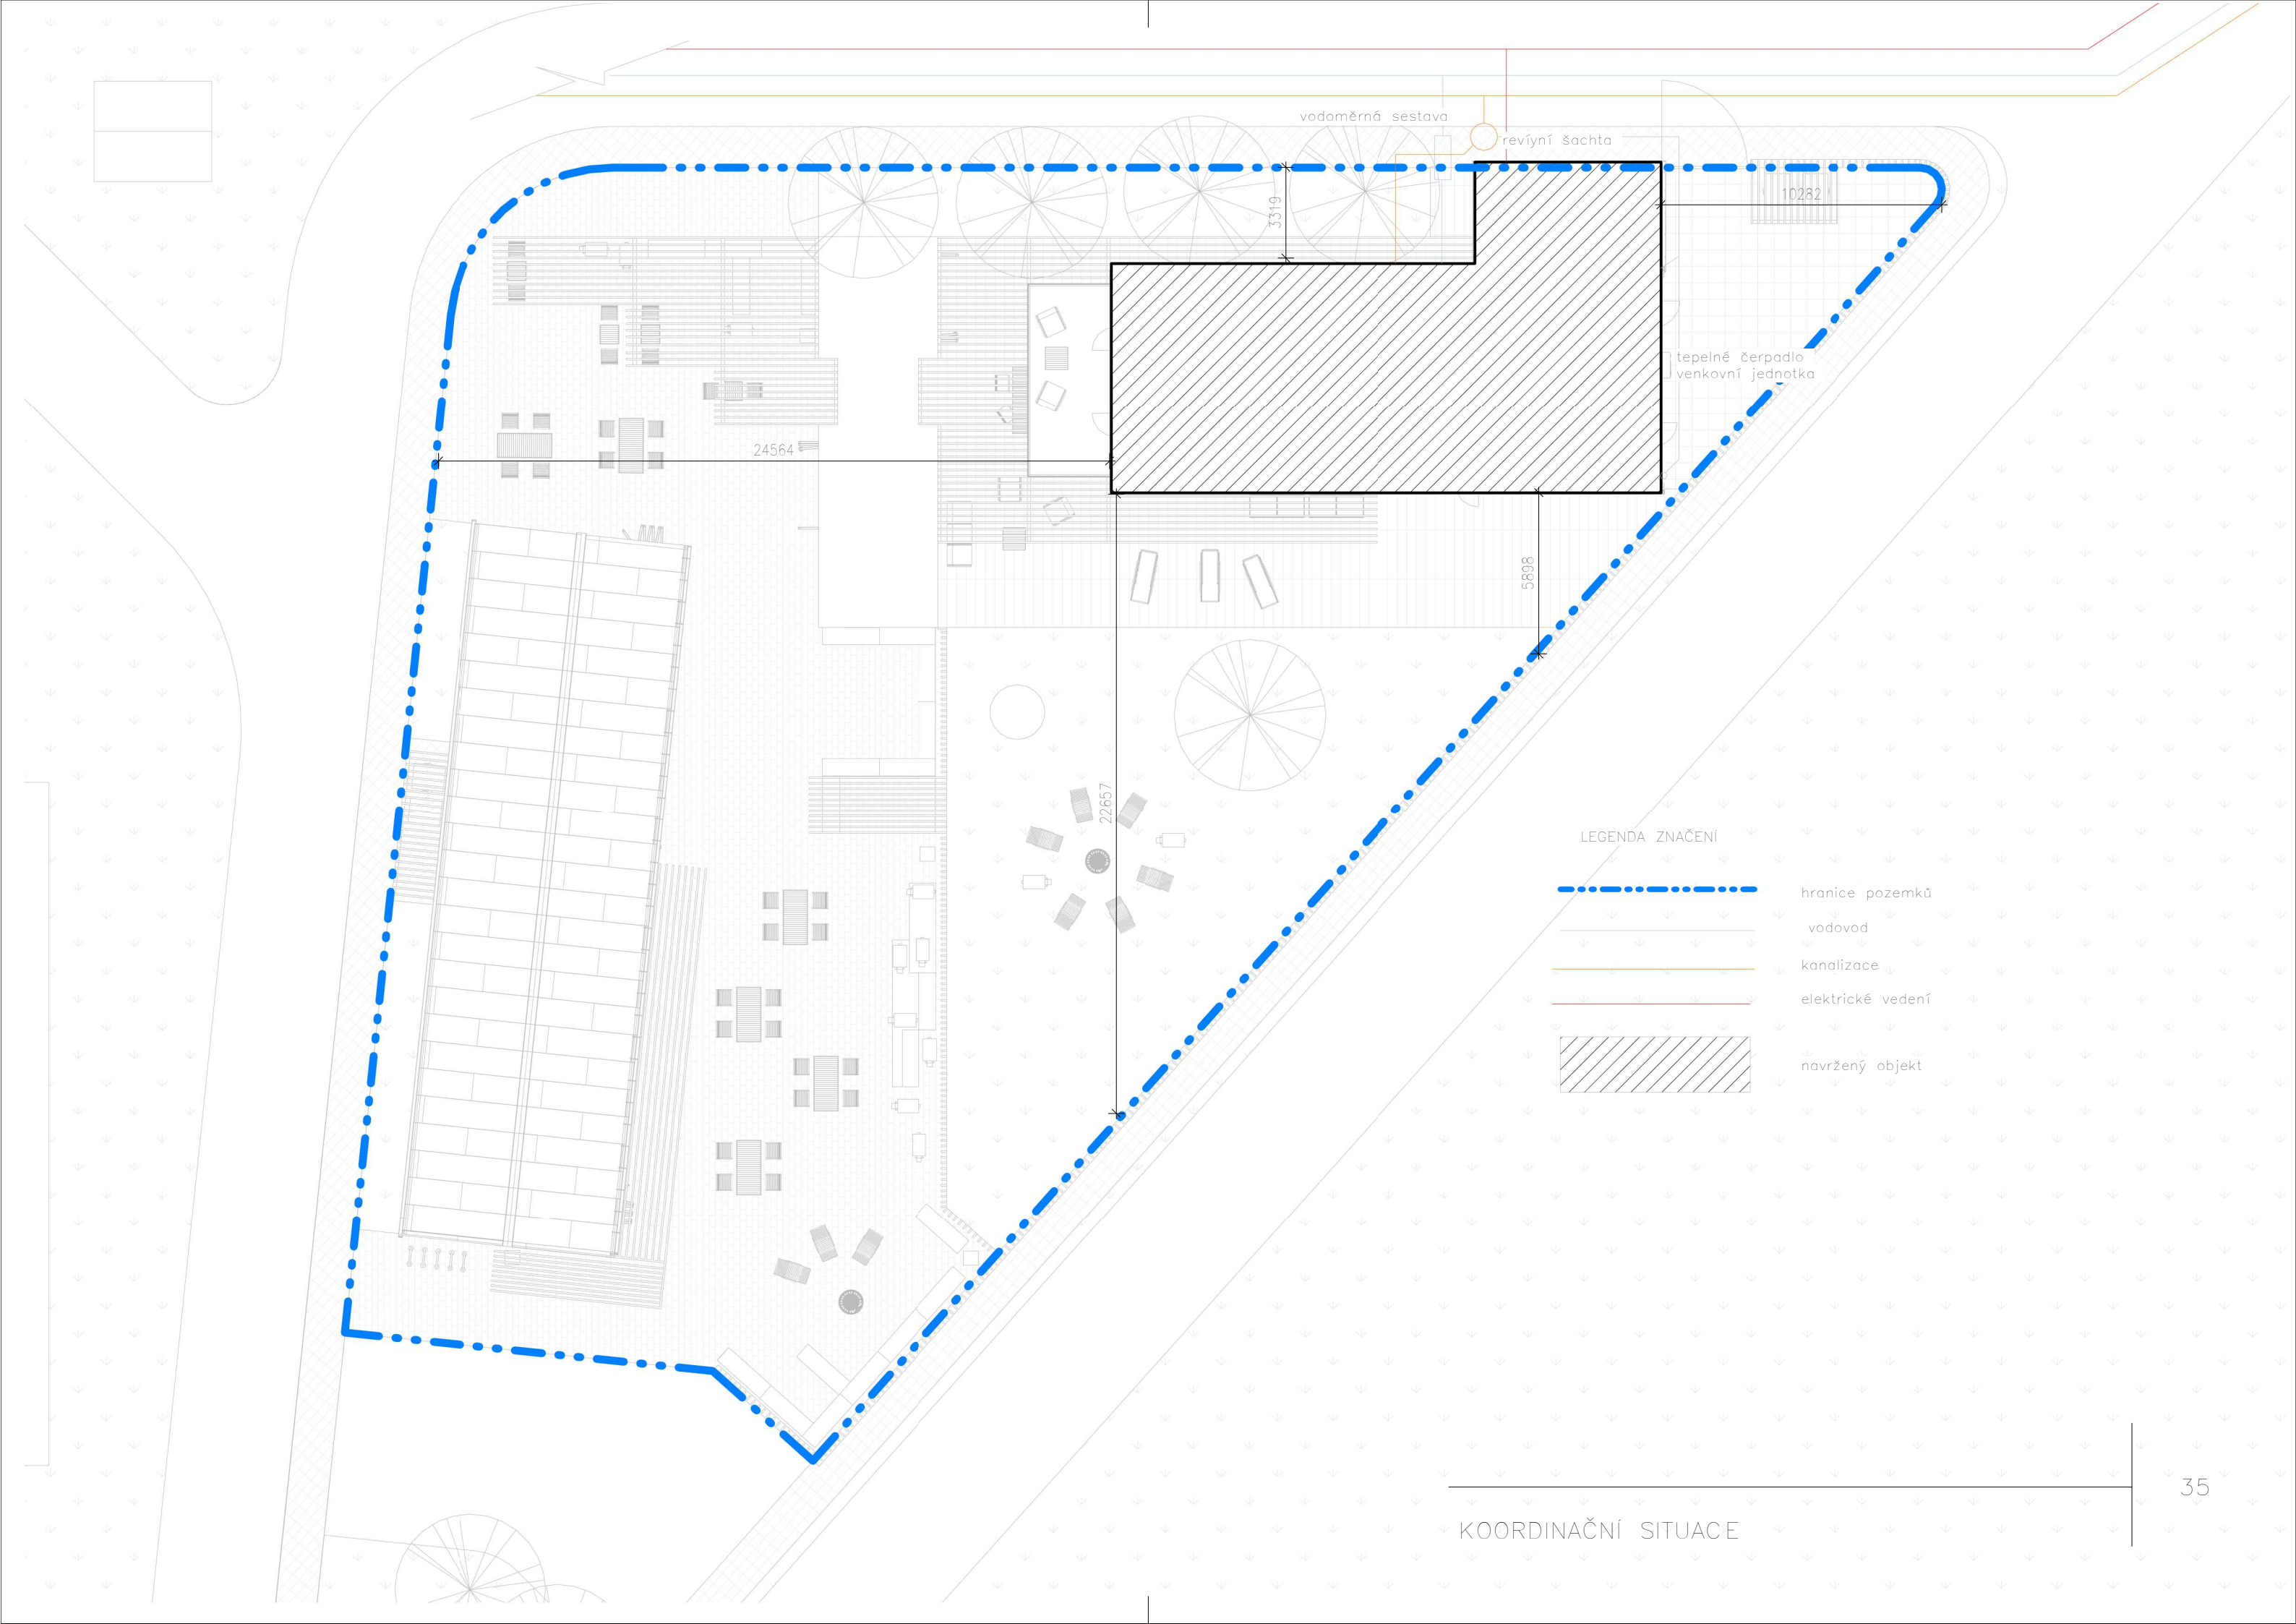 vodoměrná sestava
revíyní šachta
3319
10282
tepelné čerpadlo
venkovní jednotka
24564
5898
22657
LEGENDA ZNAČENÍ
hranice pozemků
vodovod
kanalizace
elektrické vedení
navržený objekt
35
KOORDINAČNÍ SITUACE